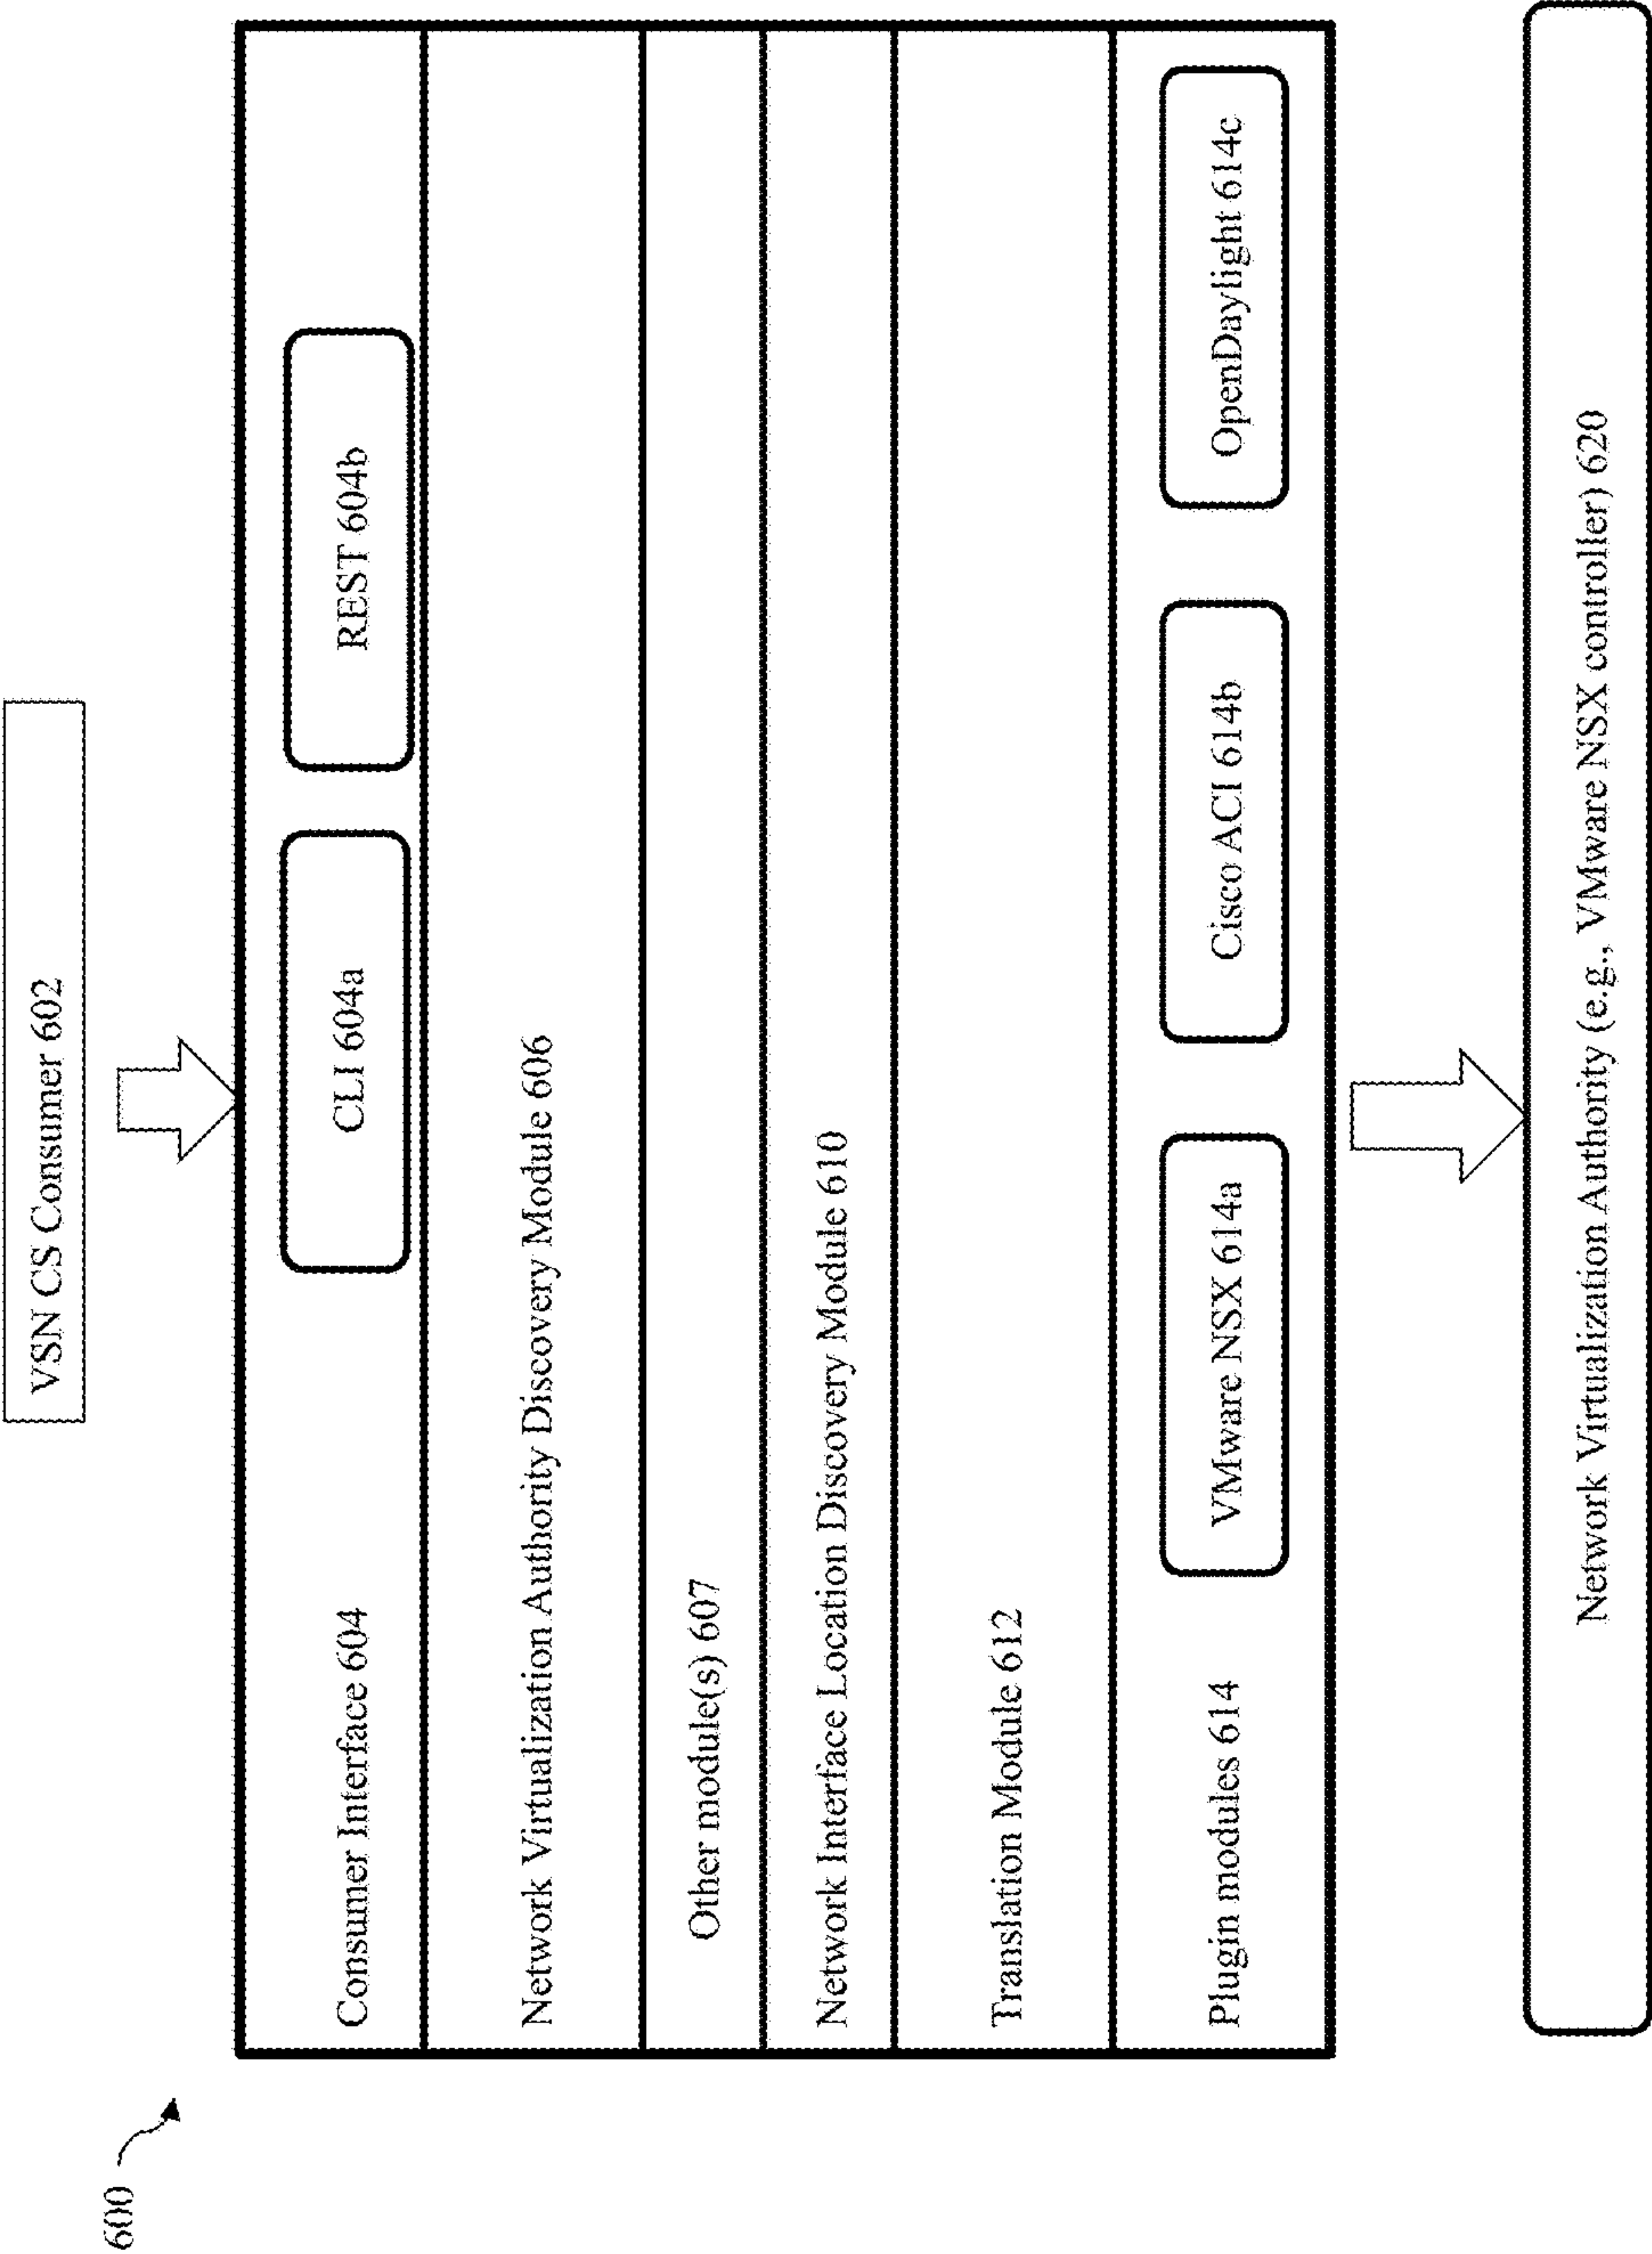 600
VSN CS Consumer 602
Consumer Interface 604
CLI 604a
REST 604b
Network Virtualization Authority Discovery Module 606
Other module(s) 607
Network Interface Location Discovery Module 610
Translation Module 612
Plugin modules 614
VMware NSX 614a
Cisco ACI 614b
OpenDaylight 614c
Network Virtualization Authority (e.g., VMware NSX controller) 620